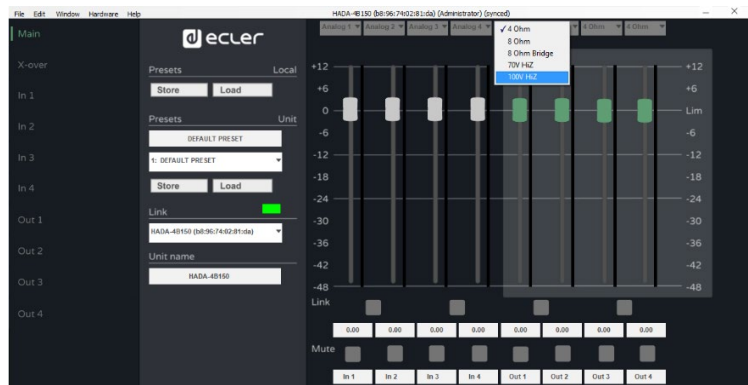 File Edit Window Hardware Help
HADA-4B150 (b8:96:74:02:81:da) (Administrator) (synced)
Main
X-over
In 1
In 2
In 3
In 4
Out 1
Out 2
Out 3
Out 4
ecler
Presets Local
Store Load
Presets Unit
DEFAULT PRESET
1: DEFAULT PRESET
Store Load
Link
HADA-4B150 (b8:96:74:02:81:da)
Unit name
HADA-4B150
Analog 1 Analog 2 Analog 3 Analog 4 4 Ohm 4 Ohm
✓ 4 Ohm
8 Ohm
8 Ohm Bridge
70V HiZ
100V HiZ
+12 +12
+6 +6
0 Lim
-6 -6
-12 -12
-18 -18
-24 -24
-30 -30
-36 -36
-42 -42
-48 -48
Link
0.00 0.00 0.00 0.00 0.00 0.00 0.00 0.00
Mute
In 1 In 2 In 3 In 4 Out 1 Out 2 Out 3 Out 4